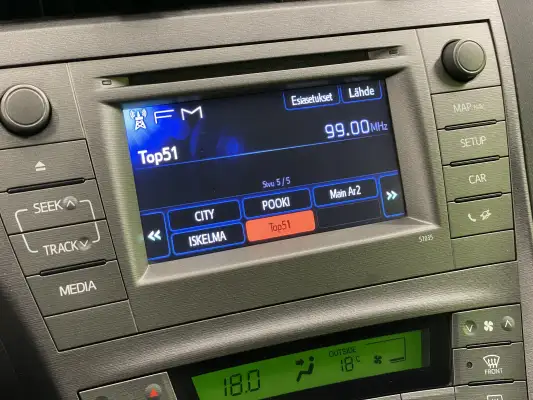 FM
Esiasetukset
Lähde
99.00MHz
Top51
Sivu 5 / 5
CITY
POOKI
Main Ar2
ISKELMA
Top51
MAP
SETUP
CAR
SEEK
TRACK
MEDIA
OUTSIDE
18.0
18°C
FRONT